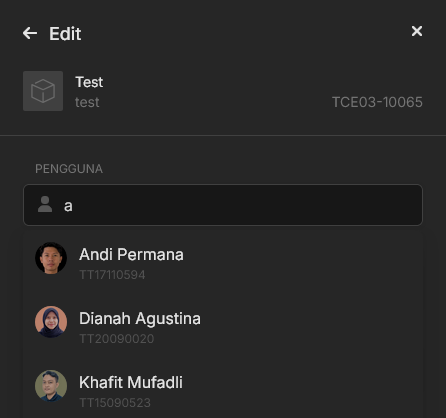 Edit
Test
test
TCE03-10065
PENGGUNA
a
Andi Permana
TT17110594
Dianah Agustina
TT20090020
Khafit Mufadli
TT15090523